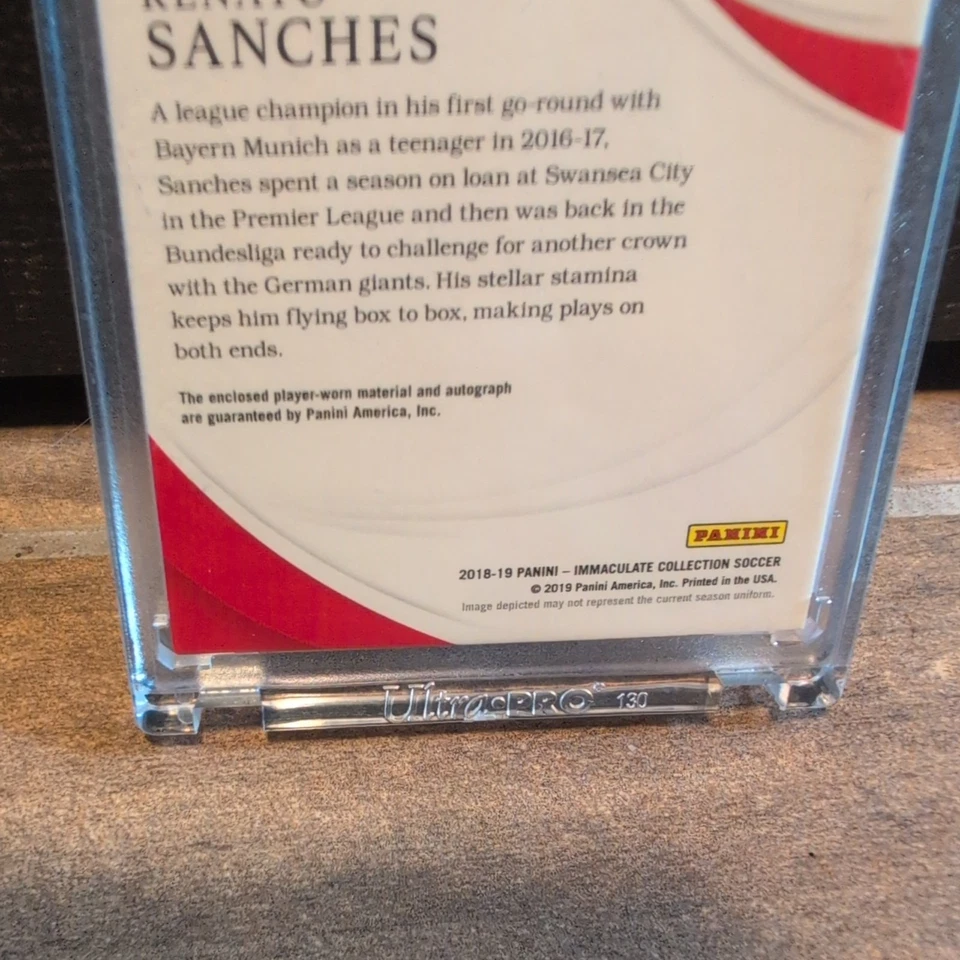 RENATO
SANCHES
A league champion in his first go-round with
Bayern Munich as a teenager in 2016-17,
Sanches spent a season on loan at Swansea City
in the Premier League and then was back in the
Bundesliga ready to challenge for another crown
with the German giants. His stellar stamina
keeps him flying box to box, making plays on
both ends.
The enclosed player-worn material and autograph
are guaranteed by Panini America, Inc.
PANINI
2018-19 PANINI – IMMACULATE COLLECTION SOCCER
© 2019 Panini America, Inc. Printed in the USA.
Image depicted may not represent the current season uniform.
Ultra•PRO® 130